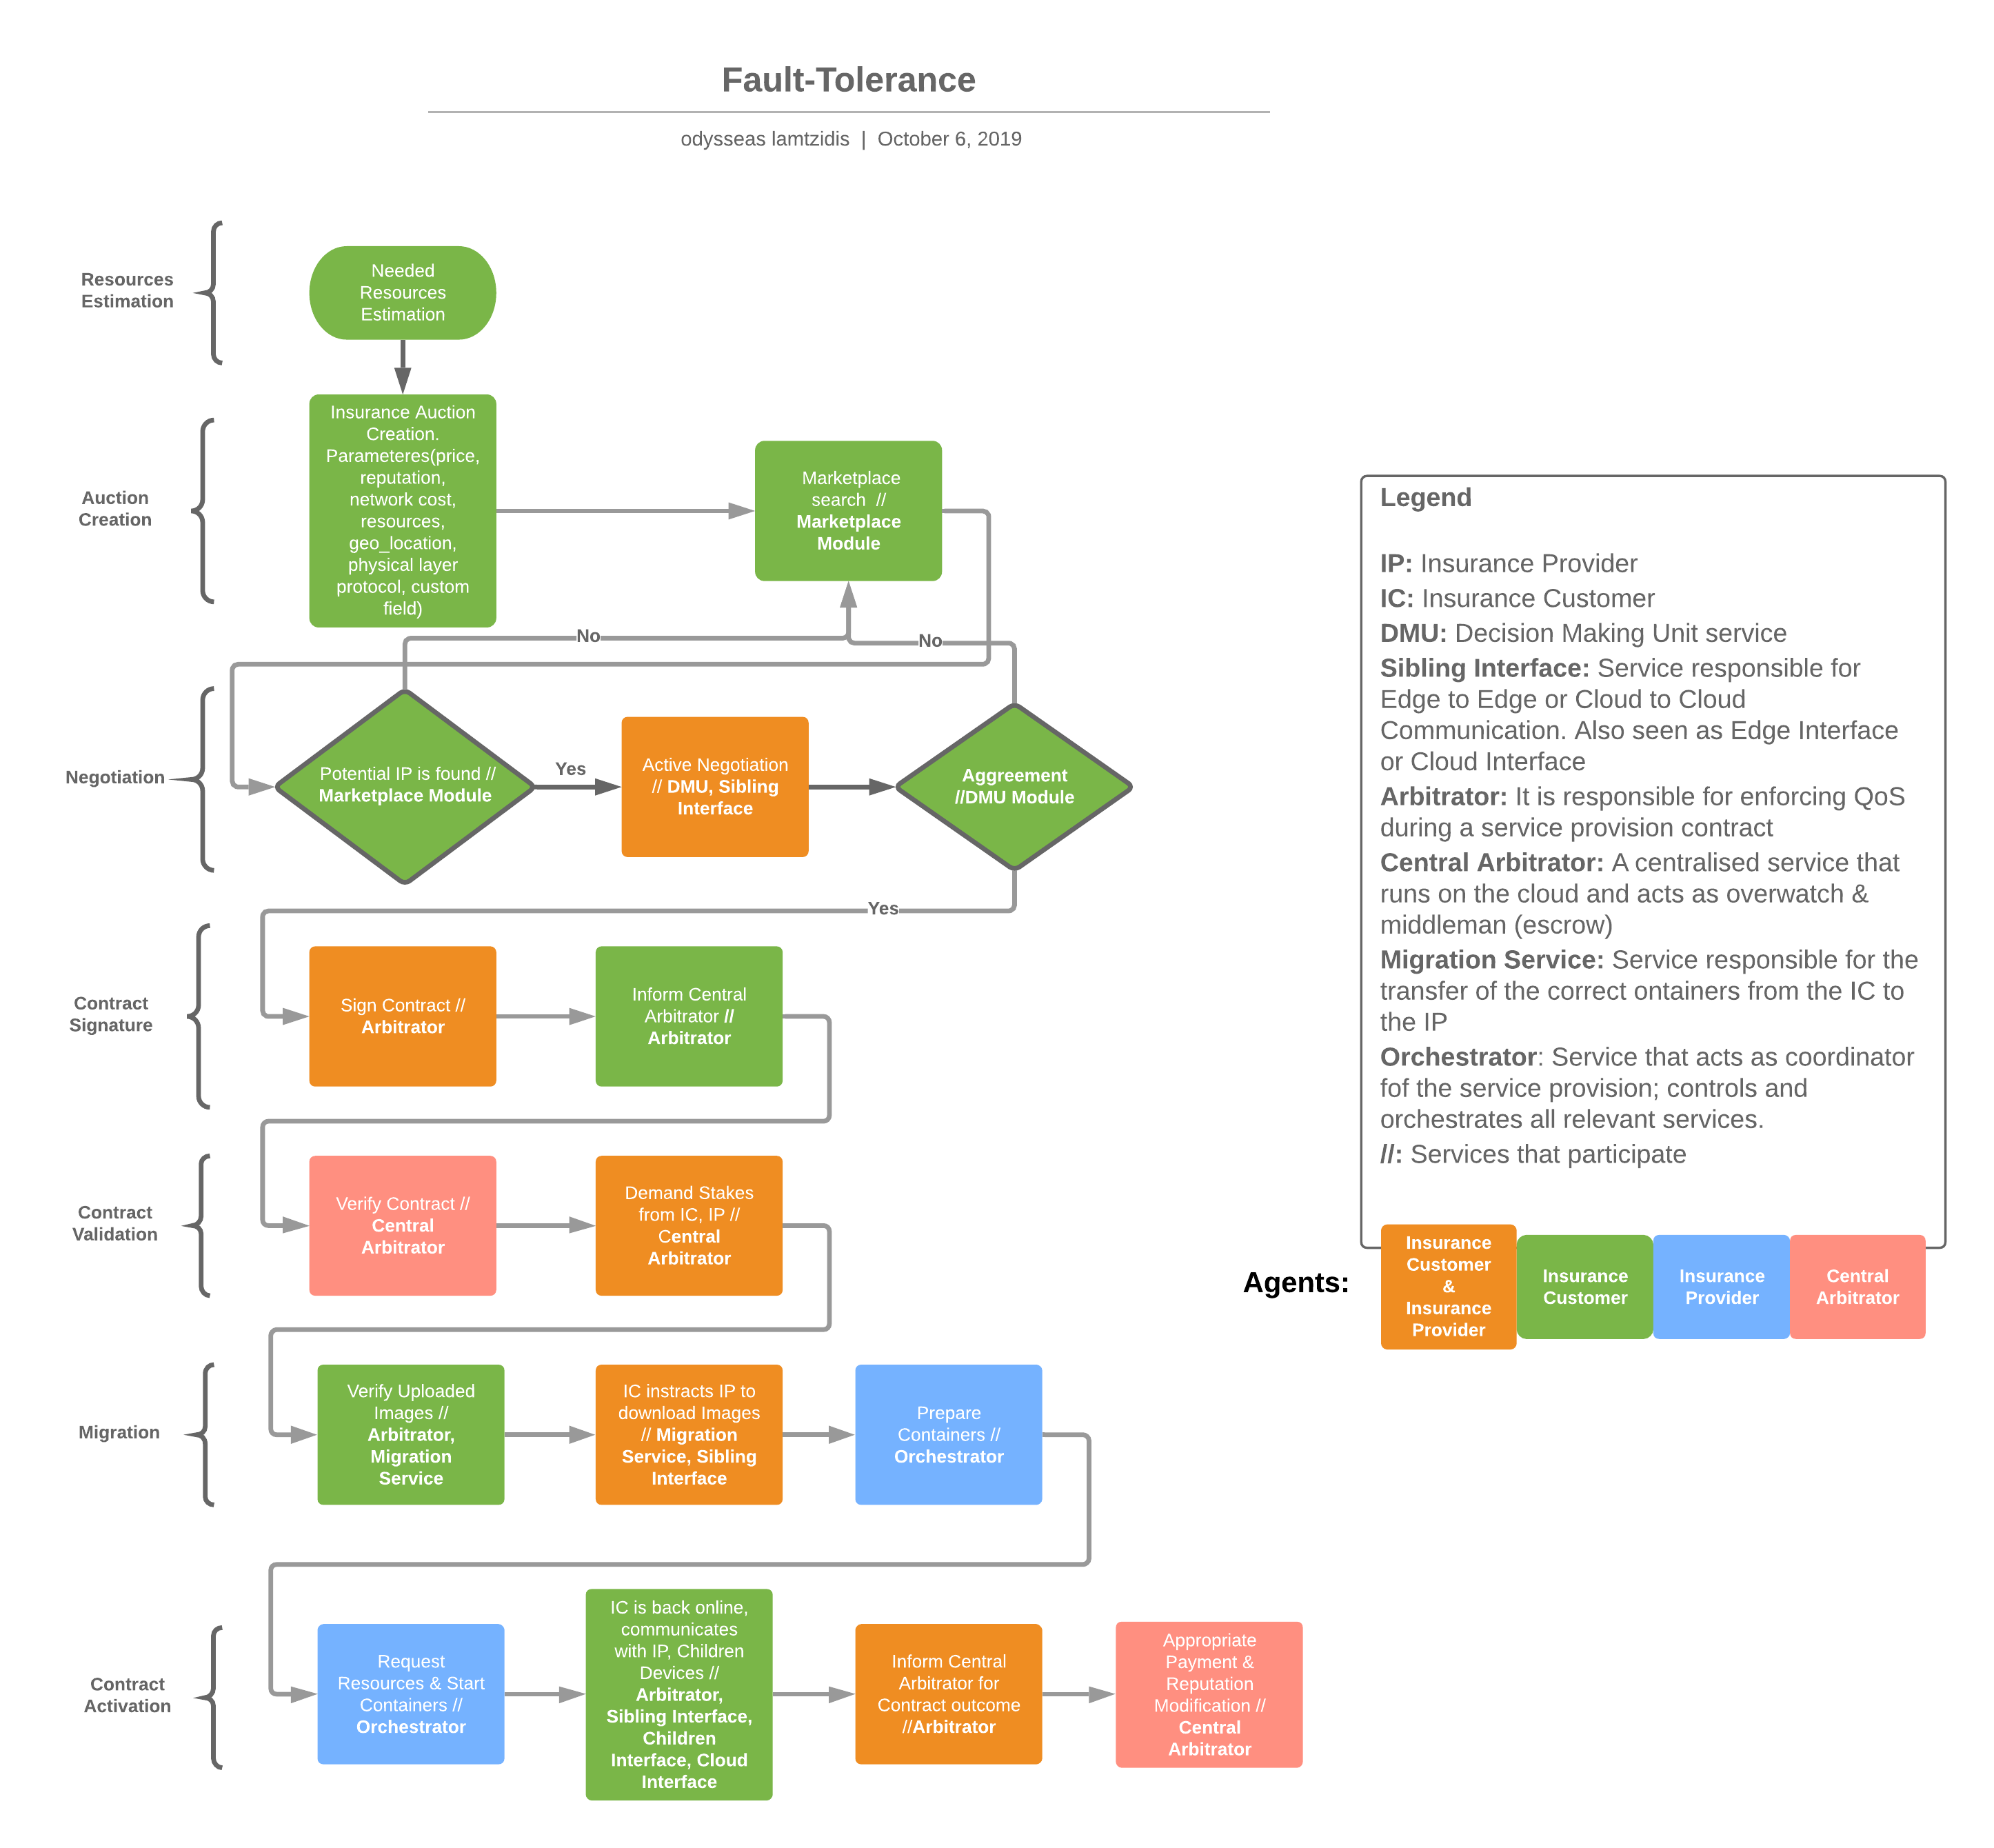 Fault-Tolerance
odysseas lamtzidis | October 6, 2019
Resources
Estimation
Needed
Resources
Estimation
Auction
Creation
Insurance Auction
Creation.
Parameteres(price,
reputation,
network cost,
resources,
geo_location,
physical layer
protocol, custom
field)
Marketplace
search //
Marketplace
Module
No
No
Negotiation
Potential IP is found //
Marketplace Module
Yes
Active Negotiation
// DMU, Sibling
Interface
Aggreement
//DMU Module
Yes
Contract
Signature
Sign Contract //
Arbitrator
Inform Central
Arbitrator //
Arbitrator
Contract
Validation
Verify Contract //
Central
Arbitrator
Demand Stakes
from IC, IP //
Central
Arbitrator
Migration
Verify Uploaded
Images //
Arbitrator,
Migration
Service
IC instracts IP to
download Images
// Migration
Service, Sibling
Interface
Prepare
Containers //
Orchestrator
Contract
Activation
Request
Resources & Start
Containers //
Orchestrator
IC is back online,
communicates
with IP, Children
Devices //
Arbitrator,
Sibling Interface,
Children
Interface, Cloud
Interface
Inform Central
Arbitrator for
Contract outcome
//Arbitrator
Appropriate
Payment &
Reputation
Modification //
Central
Arbitrator
Legend
IP: Insurance Provider
IC: Insurance Customer
DMU: Decision Making Unit service
Sibling Interface: Service responsible for
Edge to Edge or Cloud to Cloud
Communication. Also seen as Edge Interface
or Cloud Interface
Arbitrator: It is responsible for enforcing QoS
during a service provision contract
Central Arbitrator: A centralised service that
runs on the cloud and acts as overwatch &
middleman (escrow)
Migration Service: Service responsible for the
transfer of the correct ontainers from the IC to
the IP
Orchestrator: Service that acts as coordinator
fof the service provision; controls and
orchestrates all relevant services.
//: Services that participate
Agents:
Insurance
Customer
&
Insurance
Provider
Insurance
Customer
Insurance
Provider
Central
Arbitrator